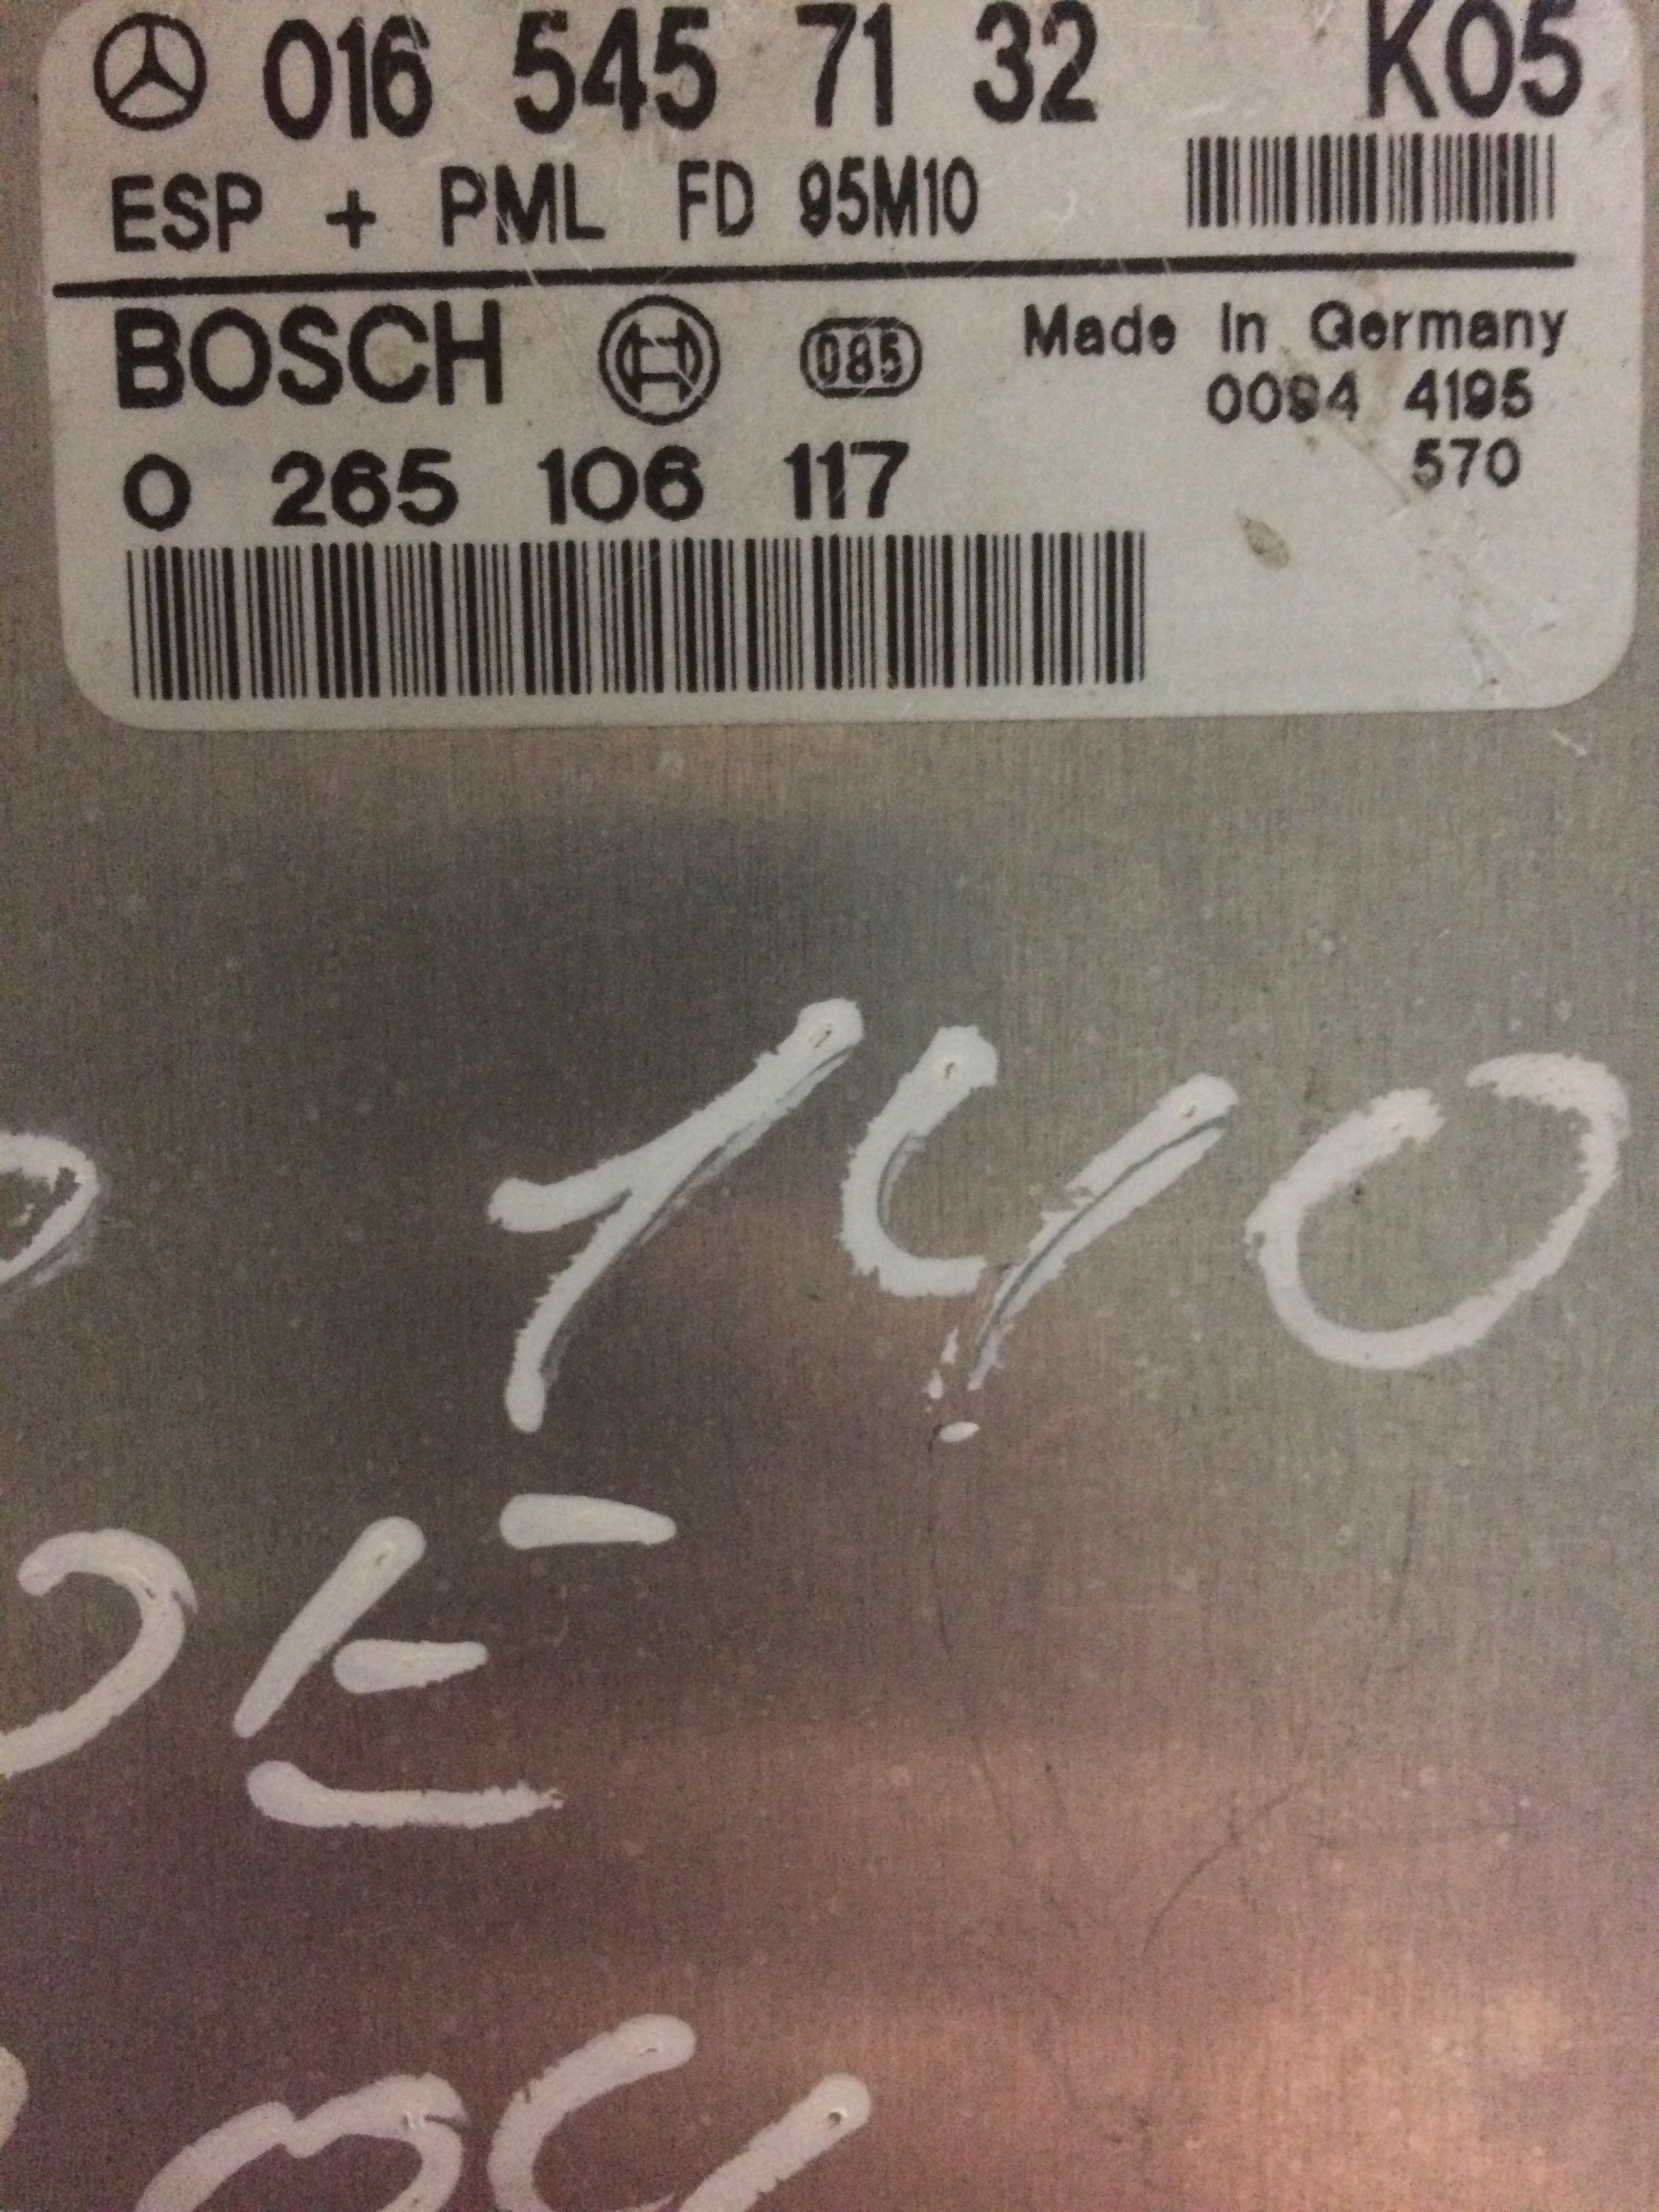 016 545 71 32 K05
ESP + PML FD 95M10
BOSCH 085 Made In Germany
0094 4195
0 265 106 117 570
140
DE